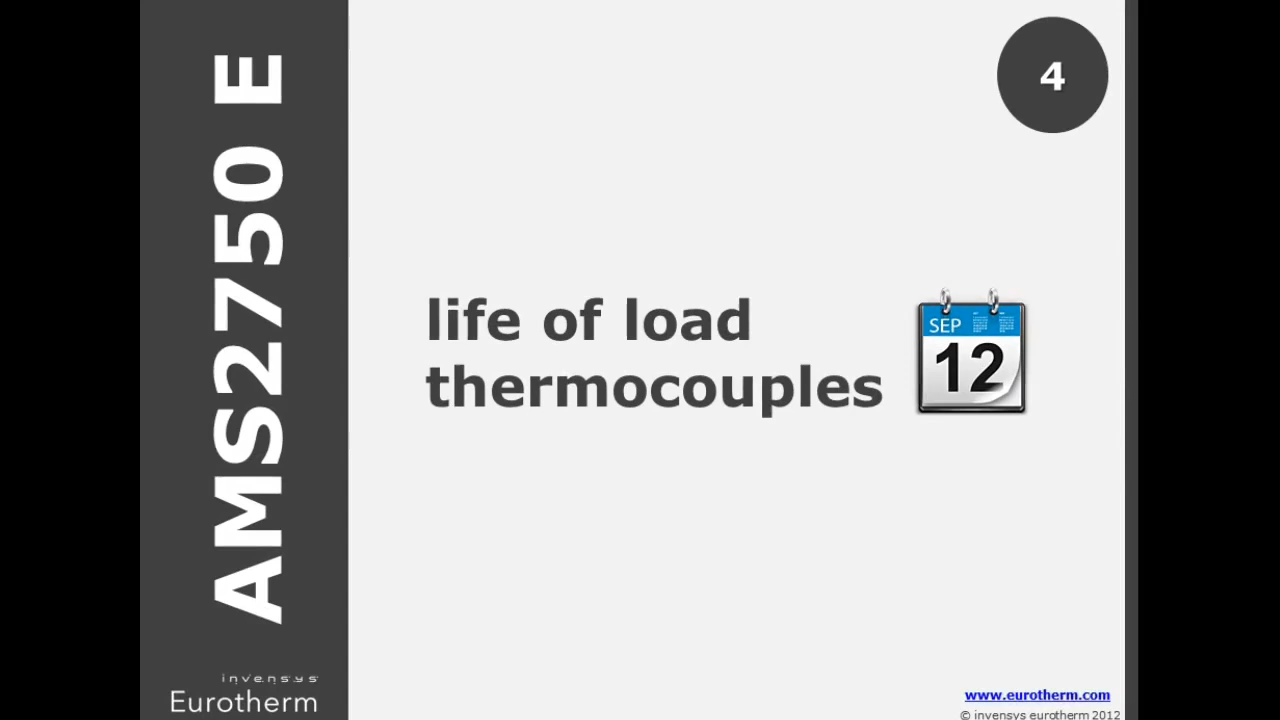 AMS2750 E
4
life of load
thermocouples
SEP
12
invensys
Eurotherm
www.eurotherm.com
© invensys eurotherm 2012